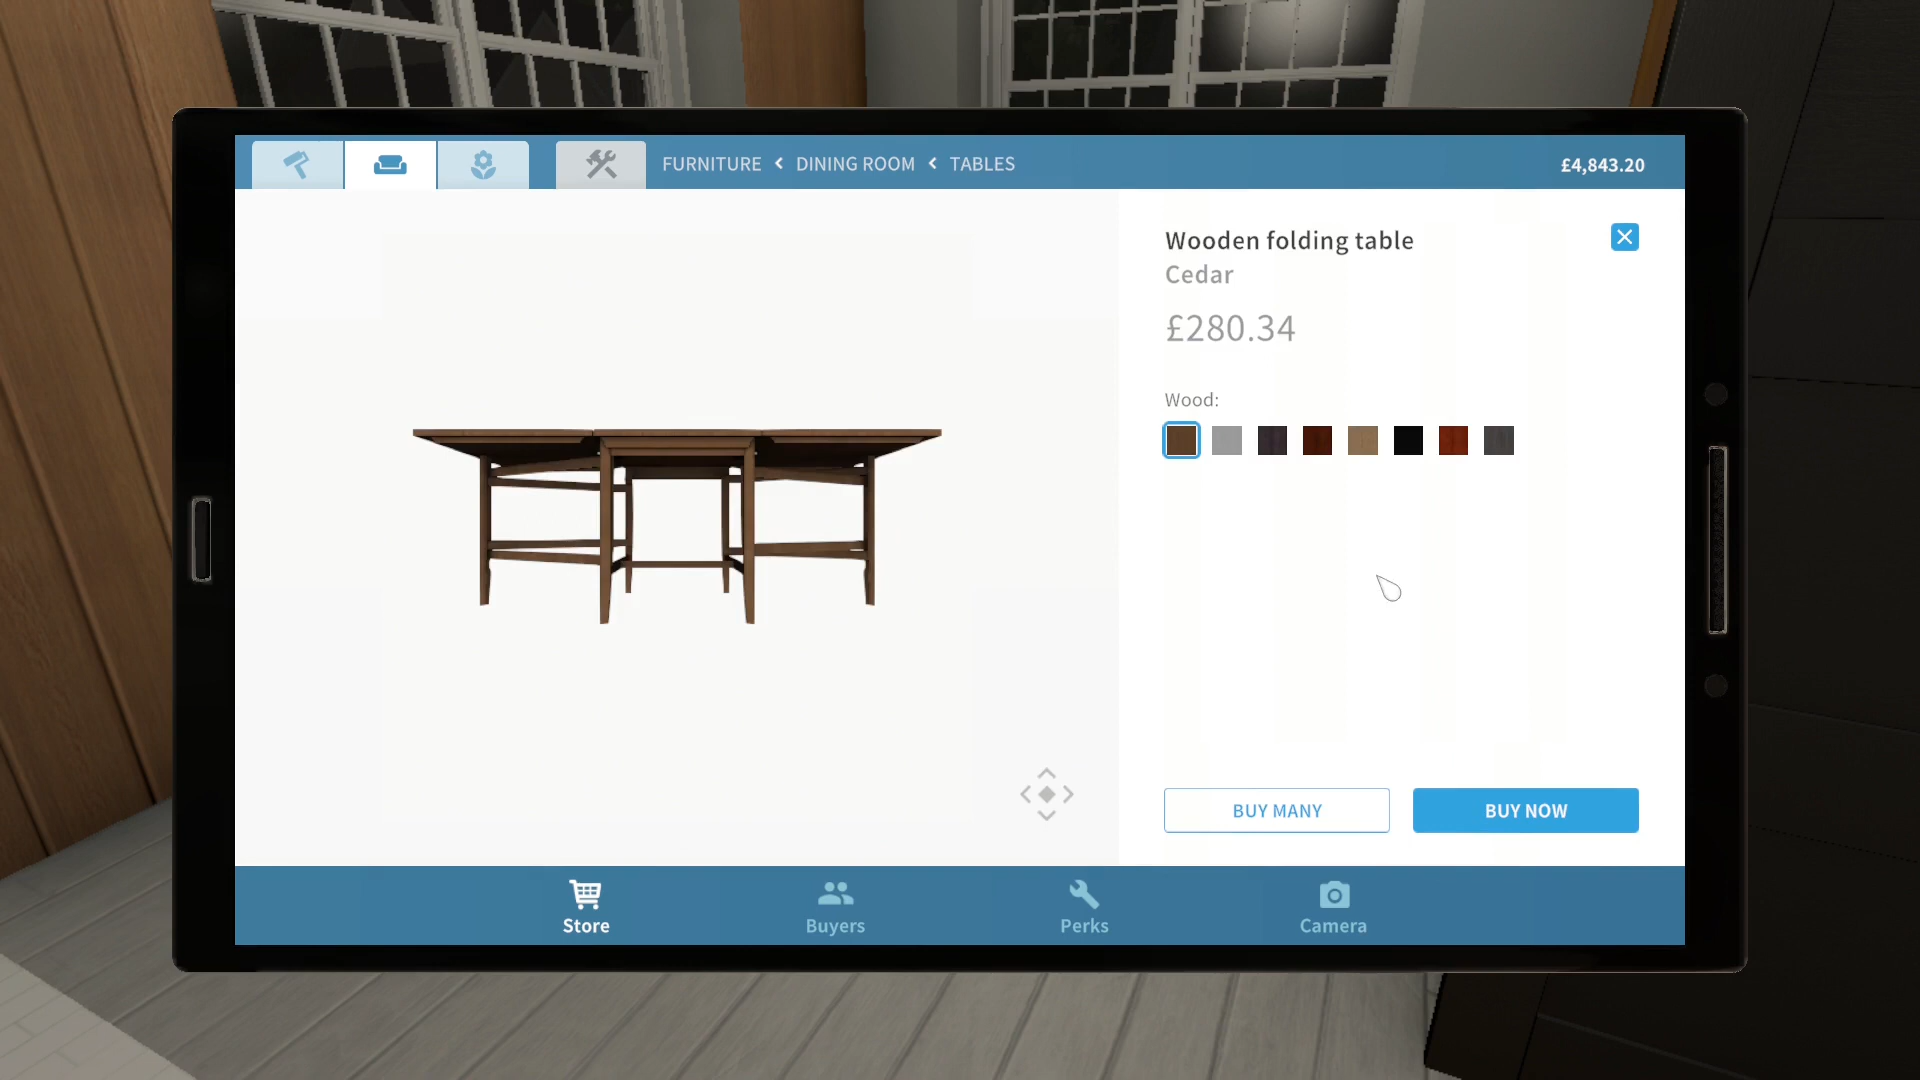 FURNITURE < DINING ROOM < TABLES
£4,843.20
Wooden folding table
Cedar
£280.34
Wood:
BUY MANY
BUY NOW
Store
Buyers
Perks
Camera